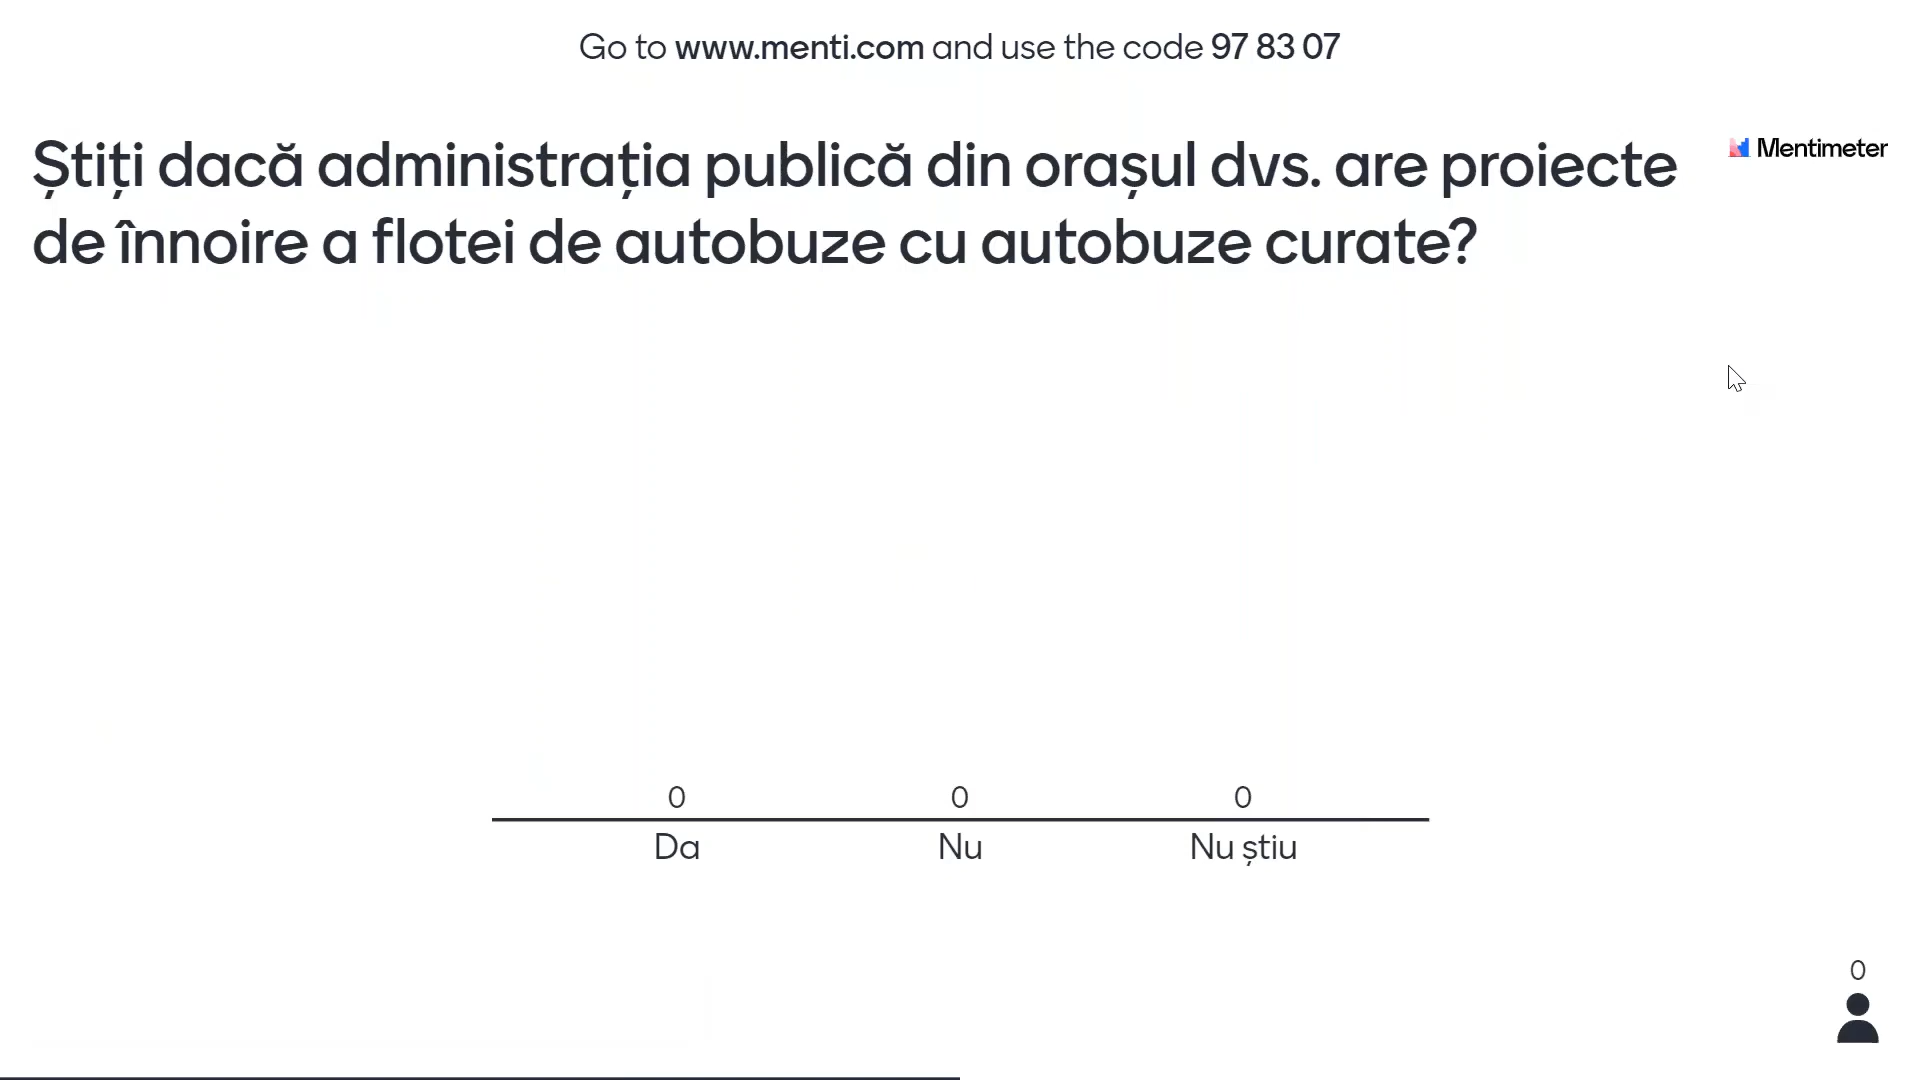 Go to www.menti.com and use the code 97 83 07
Știți dacă administrația publică din orașul dvs. are proiecte
de înnoire a flotei de autobuze cu autobuze curate?
Mentimeter
0 0 0
Da Nu Nu știu
0